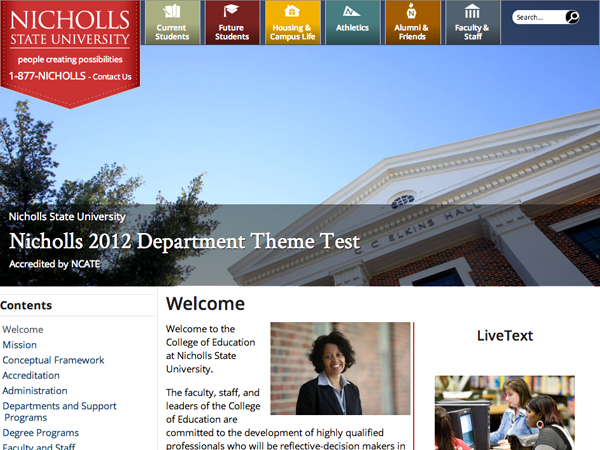 NICHOLLS
STATE UNIVERSITY
people creating possibilities
1-877-NICHOLLS - Contact Us
Current
Students
Future
Students
Housing &
Campus Life
Athletics
Alumni &
Friends
Faculty &
Staff
Search...
C. C. ELKINS HALL
Nicholls State University
Nicholls 2012 Department Theme Test
Accredited by NCATE
Contents
Welcome
Mission
Conceptual Framework
Accreditation
Administration
Departments and Support
Programs
Degree Programs
Faculty and Staff
Welcome
Welcome to the
College of Education
at Nicholls State
University.
The faculty, staff, and
leaders of the College
of Education are
committed to the development of highly qualified
professionals who will be reflective-decision makers in
LiveText